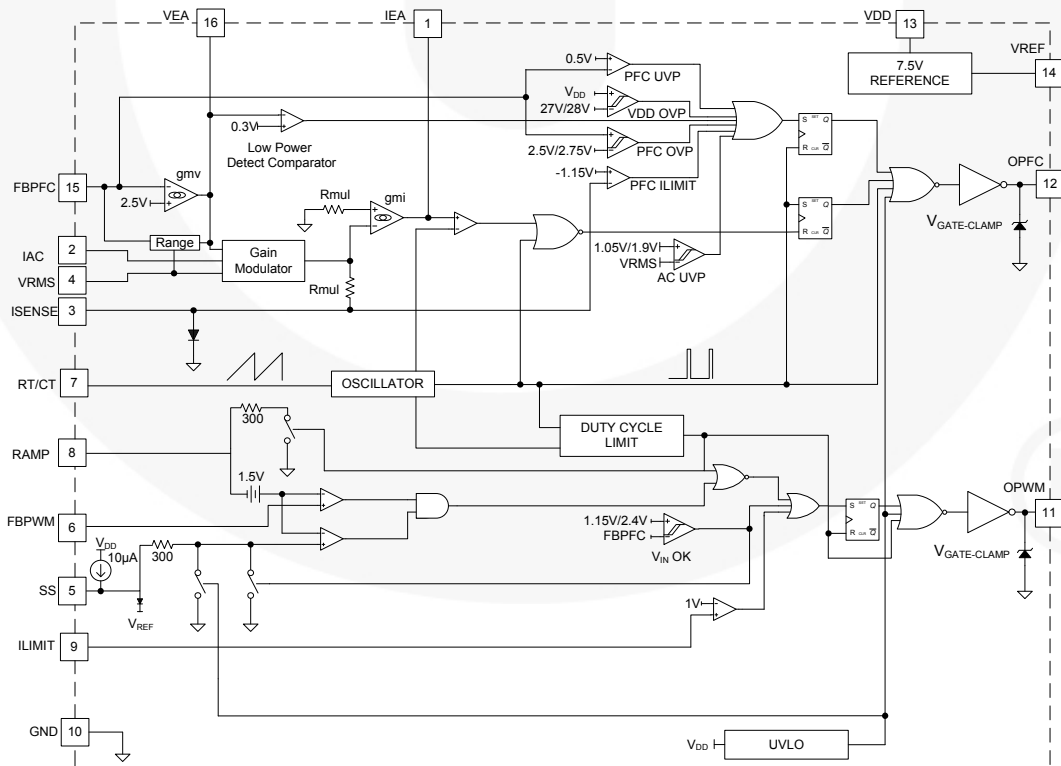 VEA
16
IEA
1
VDD
13
VREF
14
7.5V
REFERENCE
0.5V
+
-
PFC UVP
VDD
27V/28V
+
-
VDD OVP
0.3V
-
+
Low Power
Detect Comparator
+
-
PFC OVP
2.5V/2.75V
-1.15V
+
-
PFC ILIMIT
S SET Q
R CLR Q
FBPFC
15
2.5V
-
+
gmv
Rmul
+
-
gmi
+
-
OPFC
12
VGATE-CLAMP
S SET Q
R CLR Q
Range
IAC
2
Gain
Modulator
VRMS
4
1.05V/1.9V
+
VRMS
-
AC UVP
Rmul
ISENSE
3
RT/CT
7
OSCILLATOR
300
DUTY CYCLE
LIMIT
RAMP
8
1.5V
-
+
FBPWM
6
1.15V/2.4V
+
FBPFC
-
VIN OK
S SET Q
R CLR Q
OPWM
11
VGATE-CLAMP
VDD
10µA
300
-
+
SS
5
VREF
1V
-
+
ILIMIT
9
GND
10
VDD
UVLO